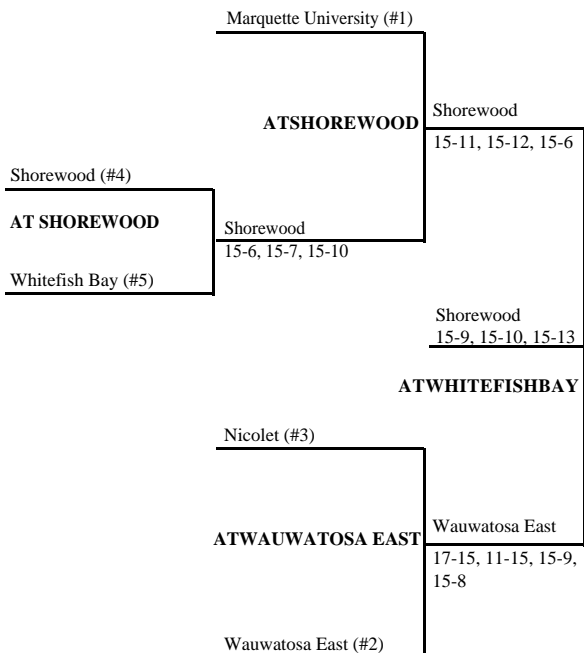 Marquette University (#1)
ATSHOREWOOD
Shorewood
15-11, 15-12, 15-6
Shorewood (#4)
AT SHOREWOOD
Shorewood
15-6, 15-7, 15-10
Whitefish Bay (#5)
Shorewood
15-9, 15-10, 15-13
ATWHITEFISHBAY
Nicolet (#3)
ATWAUWATOSA EAST
Wauwatosa East
17-15, 11-15, 15-9,
15-8
Wauwatosa East (#2)